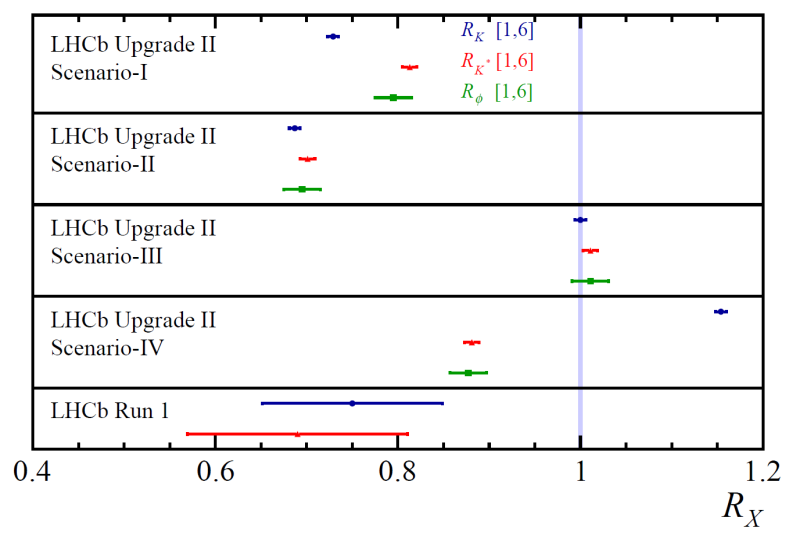 LHCb Upgrade II
Scenario-I
R_K [1,6]
R_{K*} [1,6]
R_ϕ [1,6]
LHCb Upgrade II
Scenario-II
LHCb Upgrade II
Scenario-III
LHCb Upgrade II
Scenario-IV
LHCb Run 1
0.4 0.6 0.8 1 1.2
R_X